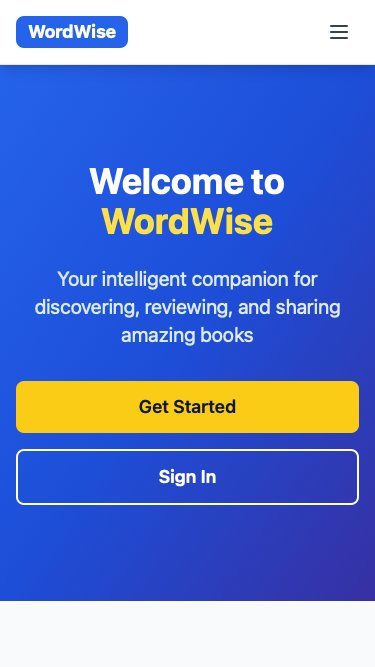 WordWise
Welcome to
WordWise
Your intelligent companion for
discovering, reviewing, and sharing
amazing books
Get Started
Sign In